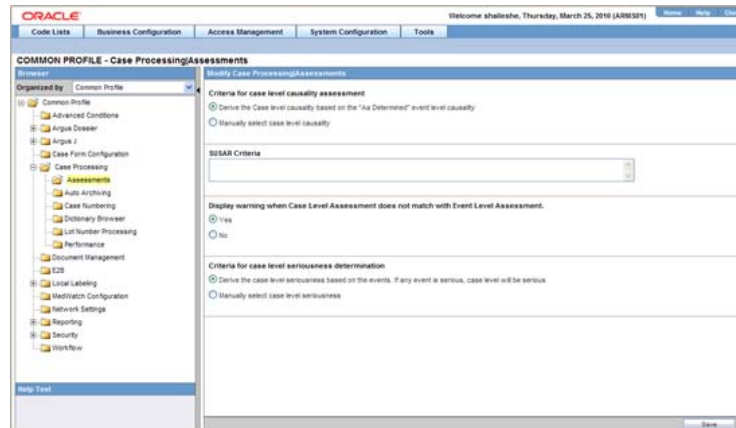 ORACLE
Welcome shaileshe, Thursday, March 25, 2010 (ARMS01)
Home Help
Code Lists Business Configuration Access Management System Configuration Tools
COMMON PROFILE - Case Processing|Assessments
Browser
Organized by Common Profile
Common Profile
Advanced Conditions
Argus Dossier
Argus J
Case Form Configuration
Case Processing
Assessments
Auto Archiving
Case Numbering
Dictionary Browser
Lot Number Processing
Performance
Document Management
E2B
Local Labeling
MedWatch Configuration
Network Settings
Reporting
Security
Workflow
Help Text
Modify Case Processing|Assessments
Criteria for case level causality assessment
Derive the Case level causality based on the "As Determined" event level causality
Manually select case level causality
SUSAR Criteria
Display warning when Case Level Assessment does not match with Event Level Assessment.
Yes
No
Criteria for case level seriousness determination
Derive the case level seriousness based on the events. If any event is serious, case level will be serious
Manually select case level seriousness
Save